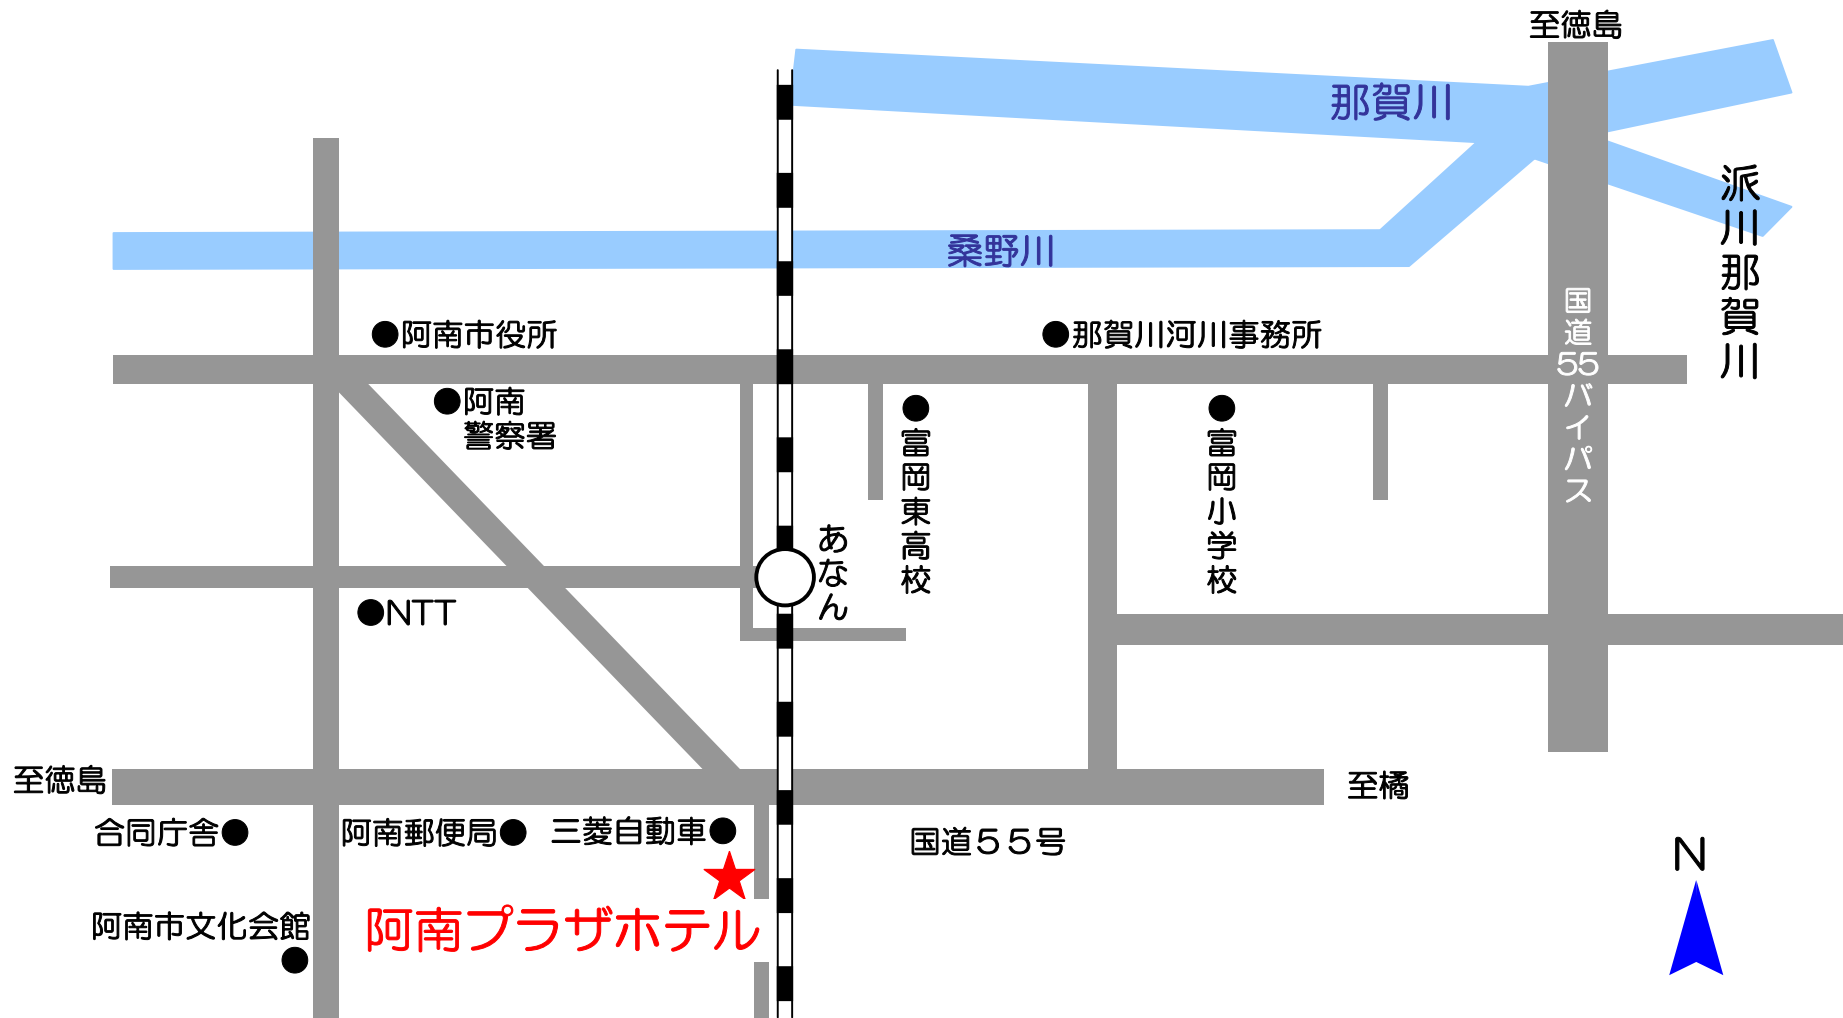 至徳島
那賀川
派川那賀川
桑野川
国道55バイパス
阿南市役所
那賀川河川事務所
阿南
警察署
富岡東高校
富岡小学校
あなん
NTT
至徳島
至橘
合同庁舎
阿南郵便局
三菱自動車
国道５５号
阿南市文化会館
阿南プラザホテル
N